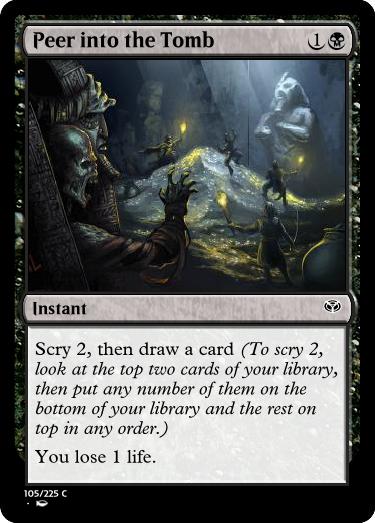 Peer into the Tomb 1
Instant
Scry 2, then draw a card (To scry 2,
look at the top two cards of your library,
then put any number of them on the
bottom of your library and the rest on
top in any order.)
You lose 1 life.
105/225 C